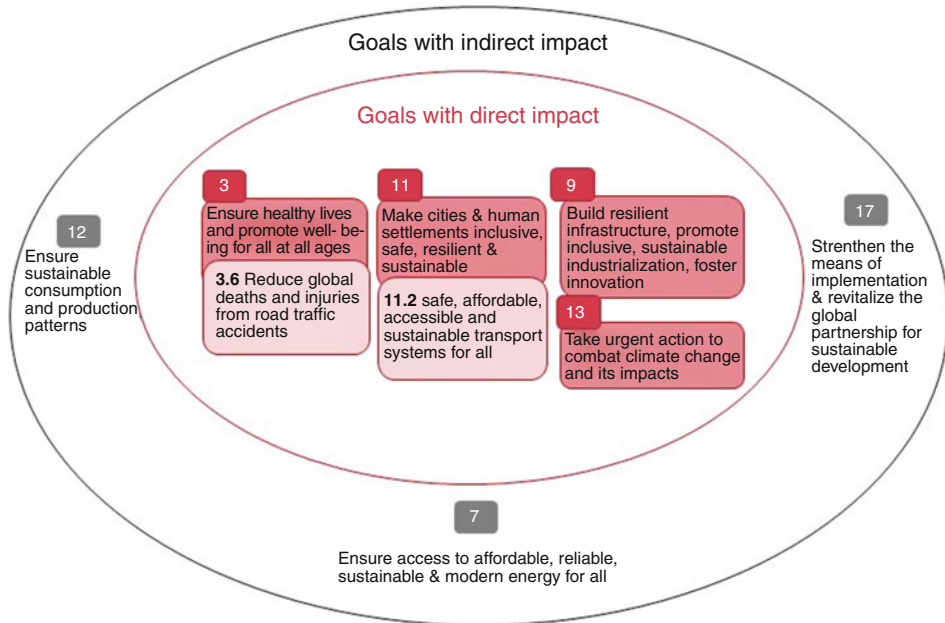 Goals with indirect impact
Goals with direct impact
3
Ensure healthy lives
and promote well- be
ing for all at all ages
3.6 Reduce global
deaths and injuries
from road traffic
accidents
11
Make cities & human
settlements inclusive,
safe, resilient &
sustainable
11.2 safe, affordable,
accessible and
sustainable transport
systems for all
9
Build resilient
infrastructure, promote
inclusive, sustainable
industrialization, foster
innovation
13
Take urgent action to
combat climate change
and its impacts
12
Ensure
sustainable
consumption
and production
patterns
17
Strenthen the
means of
implementation
& revitalize the
global
partnership for
sustainable
development
7
Ensure access to affordable, reliable,
sustainable & modern energy for all